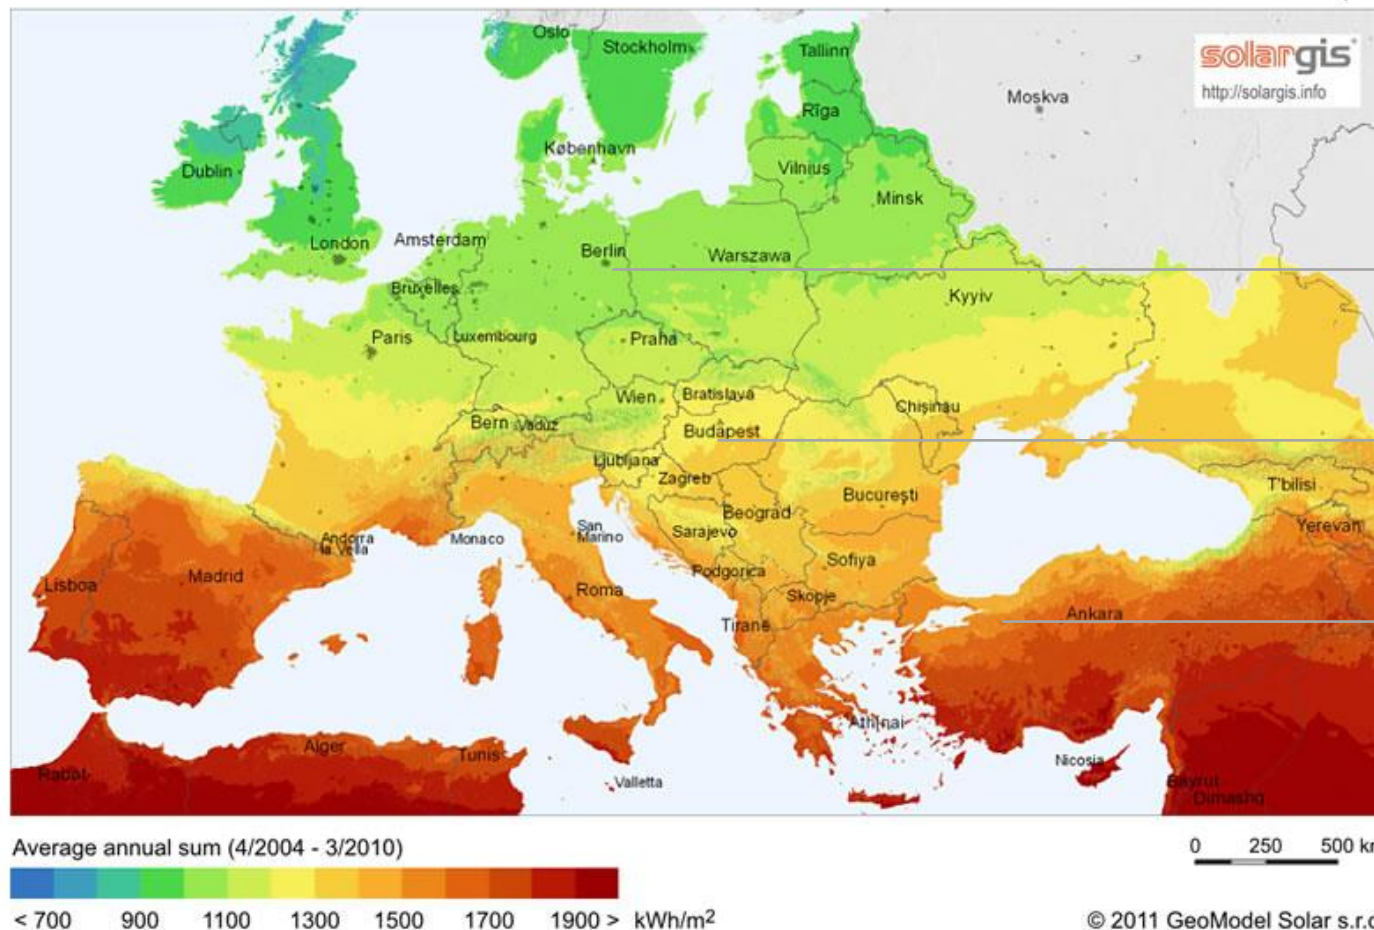 Oslo
Stockholm
Tallinn
solargis
http://solargis.info
Moskva
Rīga
København
Vilnius
Dublin
Minsk
London
Amsterdam
Berlin
Warszawa
Bruxelles
Kyyiv
Paris
Luxembourg
Praha
Wien
Bratislava
Chişinău
Bern
Vaduz
Budapest
Ljubljana
Zagreb
T'bilisi
Bucureşti
Beograd
San
Marino
Sarajevo
Yerevan
Andorra
la Vella
Monaco
Sofiya
Podgorica
Madrid
Lisboa
Roma
Skopje
Ankara
Tirane
Alger
Tunis
Nicosia
Rabat
Valletta
Bayrut
Dimashq
Average annual sum (4/2004 - 3/2010)
0 250 500 km
< 700 900 1100 1300 1500 1700 1900 > kWh/m²
© 2011 GeoModel Solar s.r.o